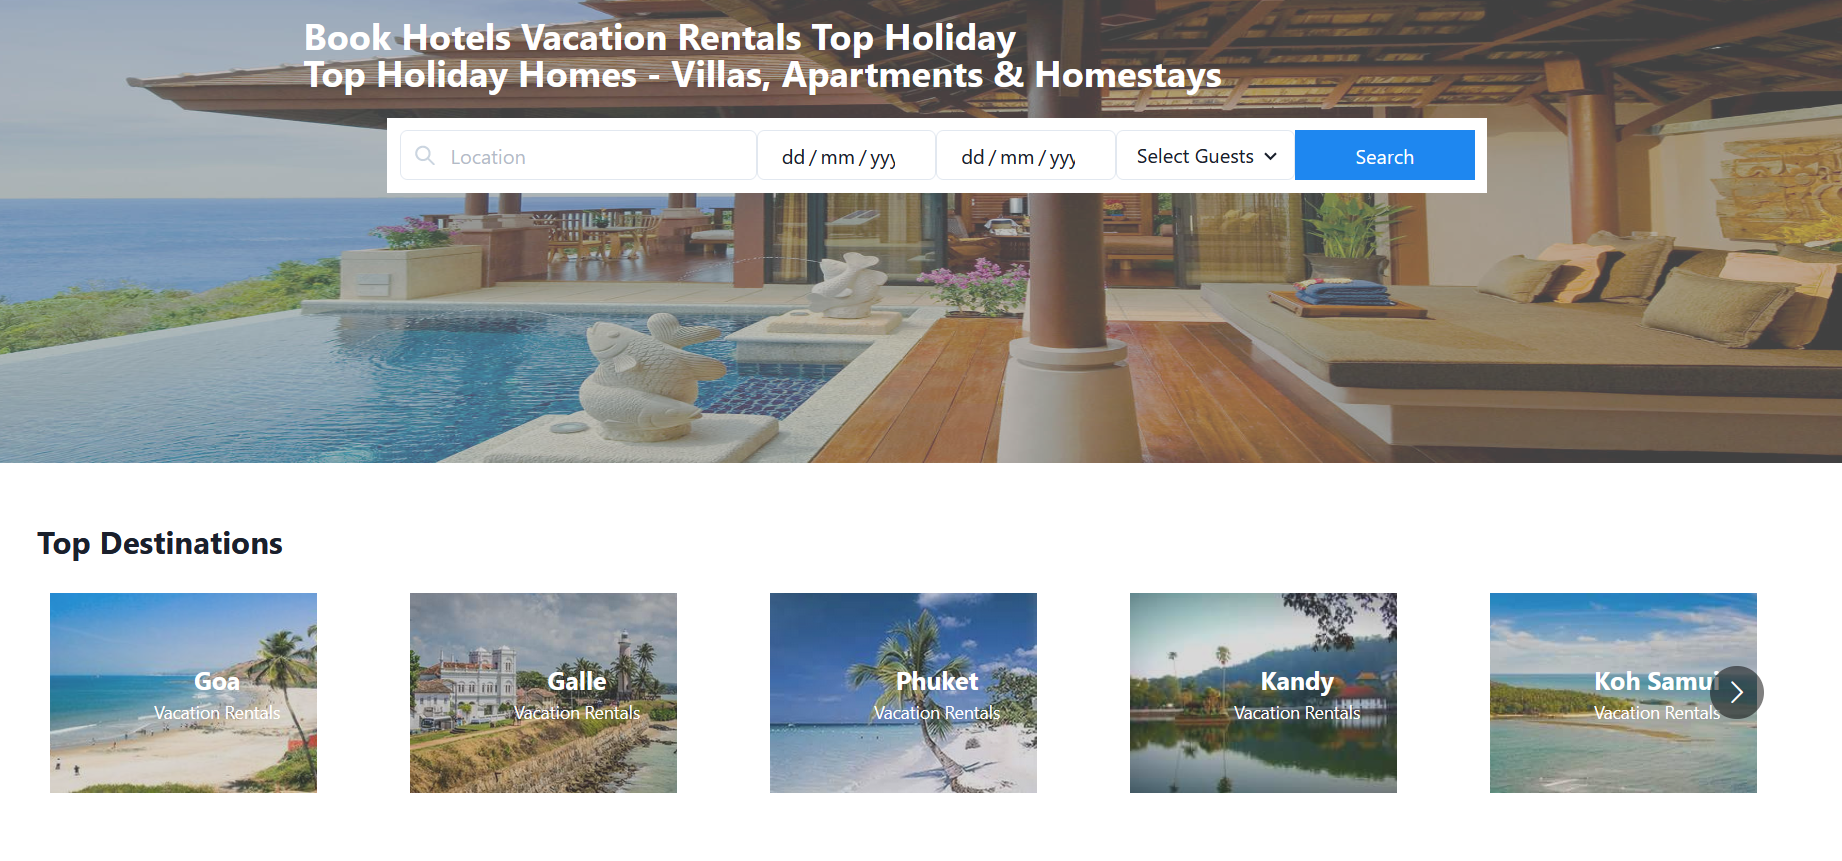 Book Hotels Vacation Rentals Top Holiday
Top Holiday Homes - Villas, Apartments & Homestays
Location dd/mm/yyy dd/mm/yyy Select Guests Search
Top Destinations
Goa Galle Phuket Kandy Koh Samui
Vacation Rentals Vacation Rentals Vacation Rentals Vacation Rentals Vacation Rentals